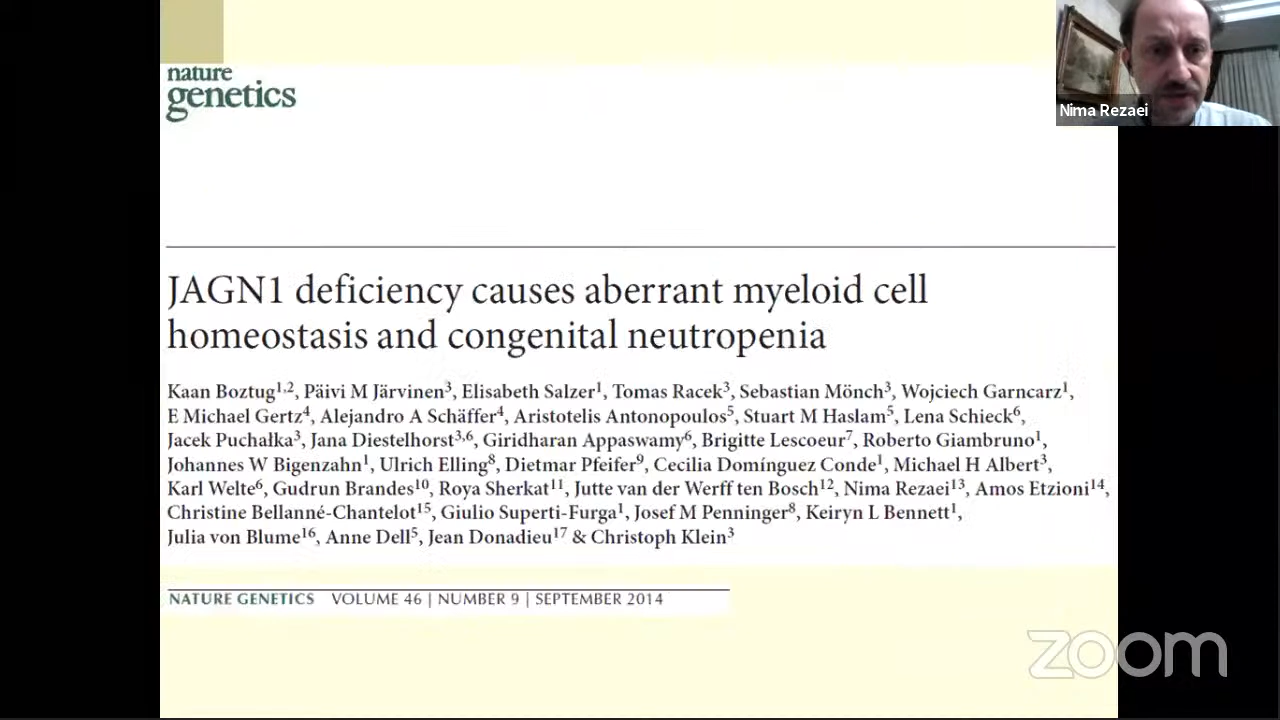 nature
genetics
Nima Rezaei
JAGN1 deficiency causes aberrant myeloid cell
homeostasis and congenital neutropenia
Kaan Boztug1,2, Päivi M Järvinen3, Elisabeth Salzer1, Tomas Racek3, Sebastian Mönch3, Wojciech Garncarz1,
E Michael Gertz4, Alejandro A Schäffer4, Aristotelis Antonopoulos5, Stuart M Haslam5, Lena Schieck6,
Jacek Puchałka3, Jana Diestelhorst3,6, Giridharan Appaswamy6, Brigitte Lescoeur7, Roberto Giambruno1,
Johannes W Bigenzahn1, Ulrich Elling8, Dietmar Pfeifer9, Cecilia Domínguez Conde1, Michael H Albert3,
Karl Welte6, Gudrun Brandes10, Roya Sherkat11, Jutte van der Werff ten Bosch12, Nima Rezaei13, Amos Etzioni14,
Christine Bellanné-Chantelot15, Giulio Superti-Furga1, Josef M Penninger8, Keiryn L Bennett1,
Julia von Blume16, Anne Dell5, Jean Donadieu17 & Christoph Klein3
NATURE GENETICS VOLUME 46 | NUMBER 9 | SEPTEMBER 2014
zoom